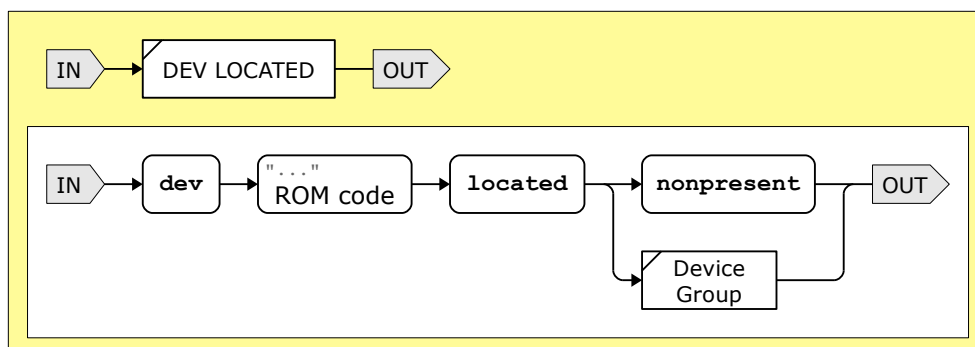 IN DEV LOCATED OUT
"..."
IN dev ROM code located nonpresent OUT
Device
Group